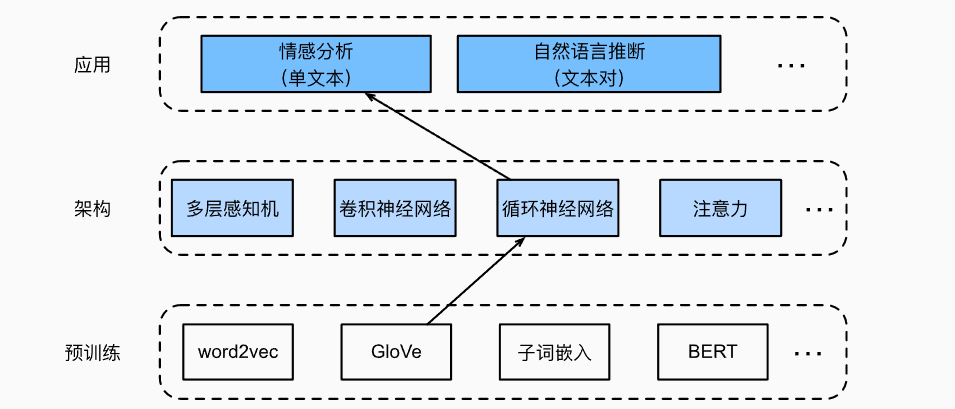 应用
情感分析
(单文本)
自然语言推断
(文本对)
···
架构
多层感知机
卷积神经网络
循环神经网络
注意力
···
预训练
word2vec
GloVe
子词嵌入
BERT
···